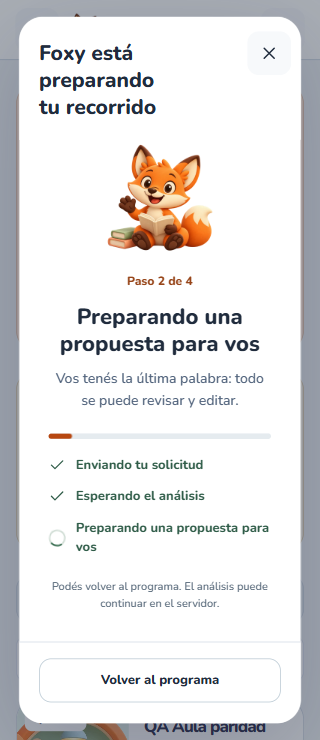 Foxy está
preparando
tu recorrido
Paso 2 de 4
Preparando una
propuesta para vos
Vos tenés la última palabra: todo
se puede revisar y editar.
Enviando tu solicitud
Esperando el análisis
Preparando una propuesta para
vos
Podés volver al programa. El análisis puede
continuar en el servidor.
Volver al programa
QA Aula paridad